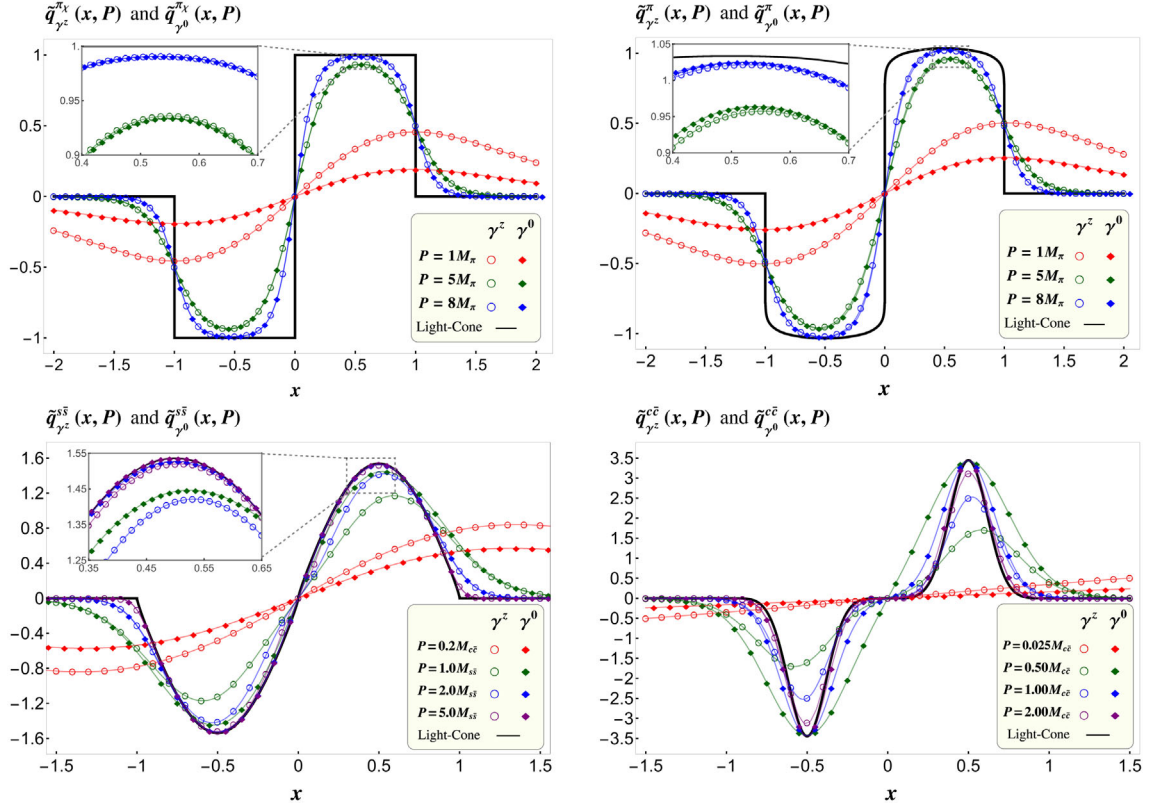 q̃^{π_χ}_{γ^z}(x, P) and q̃^{π_χ}_{γ^0}(x, P)
1
0.5
0
−0.5
−1
1.
0.95
0.9
0.4 0.5 0.6 0.7
γ^z γ^0
P = 1M_π
P = 5M_π
P = 8M_π
Light-Cone
−2 −1.5 −1 −0.5 0 0.5 1 1.5 2
x
q̃^π_{γ^z}(x, P) and q̃^π_{γ^0}(x, P)
1
0.5
0
−0.5
−1
1.05
1.
0.95
0.9
0.4 0.5 0.6 0.7
γ^z γ^0
P = 1M_π
P = 5M_π
P = 8M_π
Light-Cone
−2 −1.5 −1 −0.5 0 0.5 1 1.5 2
x
q̃^{ss̄}_{γ^z}(x, P) and q̃^{ss̄}_{γ^0}(x, P)
1.6
1.2
0.8
0.4
0
−0.4
−0.8
−1.2
−1.6
1.55
1.45
1.35
1.25
0.35 0.45 0.55 0.65
γ^z γ^0
P = 0.2M_{ss̄}
P = 1.0M_{ss̄}
P = 2.0M_{ss̄}
P = 5.0M_{ss̄}
Light-Cone
−1.5 −1 −0.5 0 0.5 1 1.5
x
q̃^{cc̄}_{γ^z}(x, P) and q̃^{cc̄}_{γ^0}(x, P)
3.5
3
2.5
2
1.5
1
0.5
0
−0.5
−1
−1.5
−2
−2.5
−3
−3.5
γ^z γ^0
P = 0.025M_{cc̄}
P = 0.50M_{cc̄}
P = 1.00M_{cc̄}
P = 2.00M_{cc̄}
Light-Cone
−1.5 −1 −0.5 0 0.5 1 1.5
x